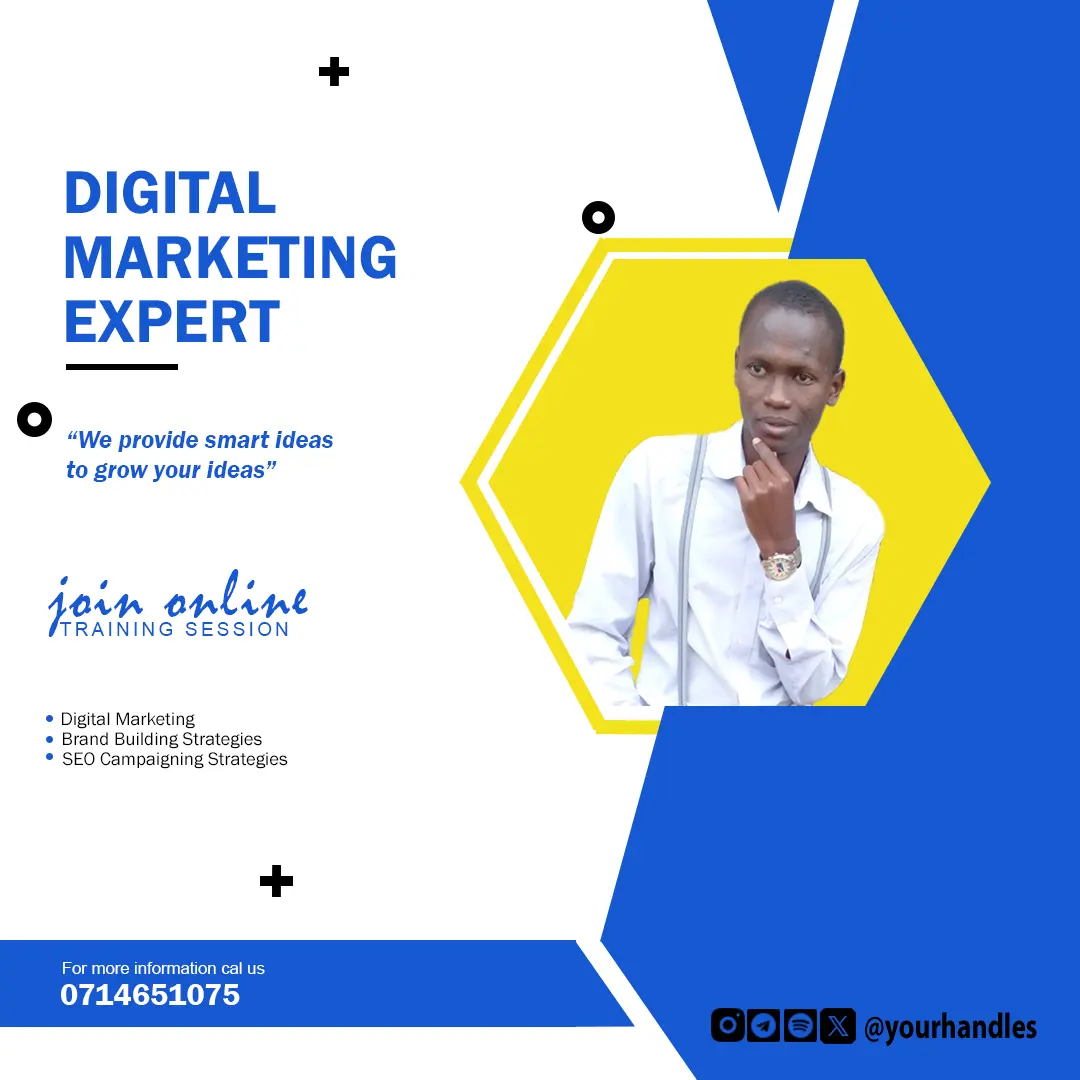 DIGITAL
MARKETING
EXPERT
“We provide smart ideas
to grow your ideas”
join online
TRAINING SESSION
Digital Marketing
Brand Building Strategies
SEO Campaigning Strategies
For more information cal us
0714651075
@yourhandles